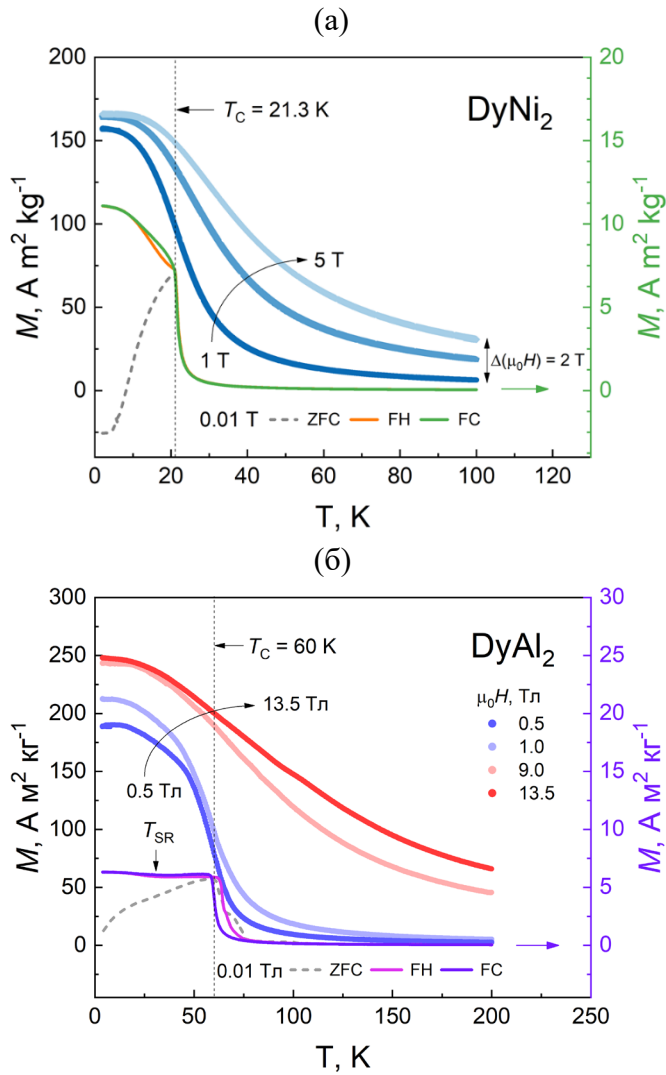 (а)
200
150
100
50
0
M, A m² kg⁻¹
T_C = 21.3 K
DyNi₂
5 T
1 T
Δ(μ₀H) = 2 T
0.01 T ZFC FH FC
20
15
10
5
0
M, A m² kg⁻¹
0 20 40 60 80 100 120
T, K
(б)
300
250
200
150
100
50
0
M, А м² кг⁻¹
T_C = 60 K
DyAl₂
13.5 Тл
μ₀H, Тл
0.5
1.0
9.0
13.5
0.5 Тл
T_SR
0.01 Тл ZFC FH FC
30
25
20
15
10
5
0
M, А м² кг⁻¹
0 50 100 150 200 250
T, K